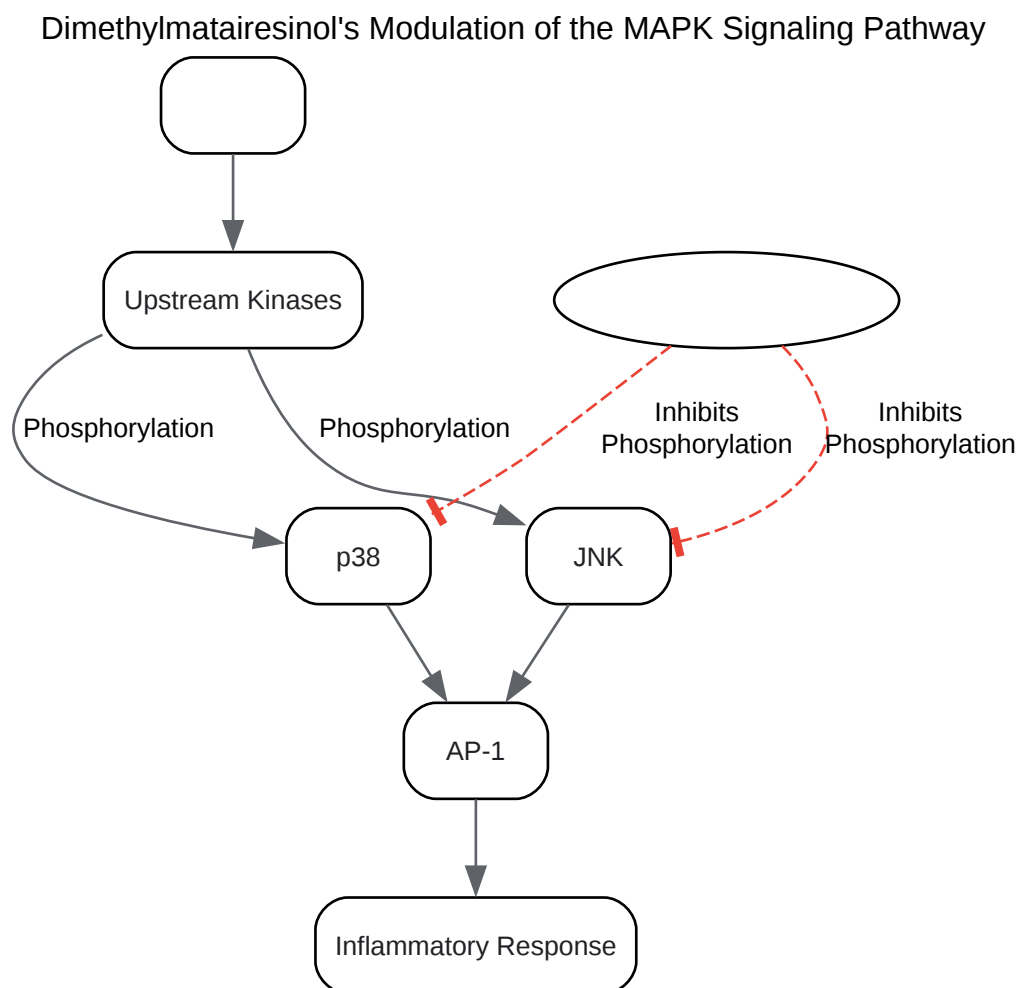 Dimethylmatairesinol's Modulation of the MAPK Signaling Pathway
Upstream Kinases
Phosphorylation
Phosphorylation
Inhibits
Phosphorylation
Inhibits
Phosphorylation
p38
JNK
AP-1
Inflammatory Response